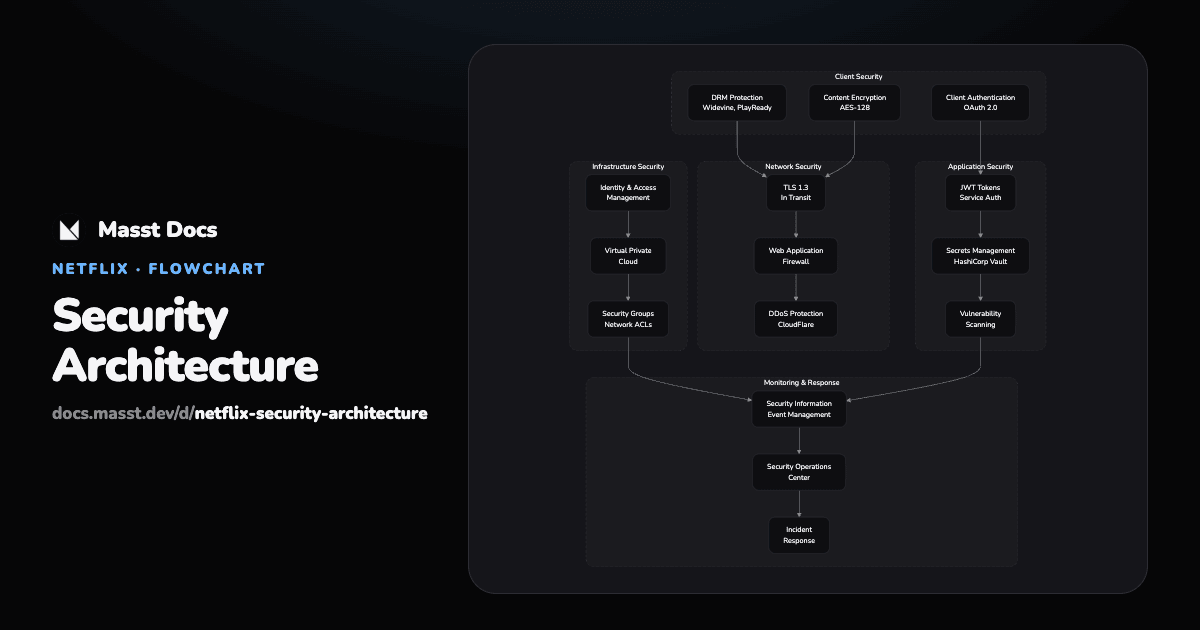 Masst Docs
NETFLIX · FLOWCHART
Security
Architecture
docs.masst.dev/d/netflix-security-architecture
Client Security
DRM Protection
Widevine, PlayReady
Content Encryption
AES-128
Client Authentication
OAuth 2.0
Infrastructure Security
Identity & Access
Management
Virtual Private
Cloud
Security Groups
Network ACLs
Network Security
TLS 1.3
In Transit
Web Application
Firewall
DDoS Protection
CloudFlare
Application Security
JWT Tokens
Service Auth
Secrets Management
HashiCorp Vault
Vulnerability
Scanning
Monitoring & Response
Security Information
Event Management
Security Operations
Center
Incident
Response